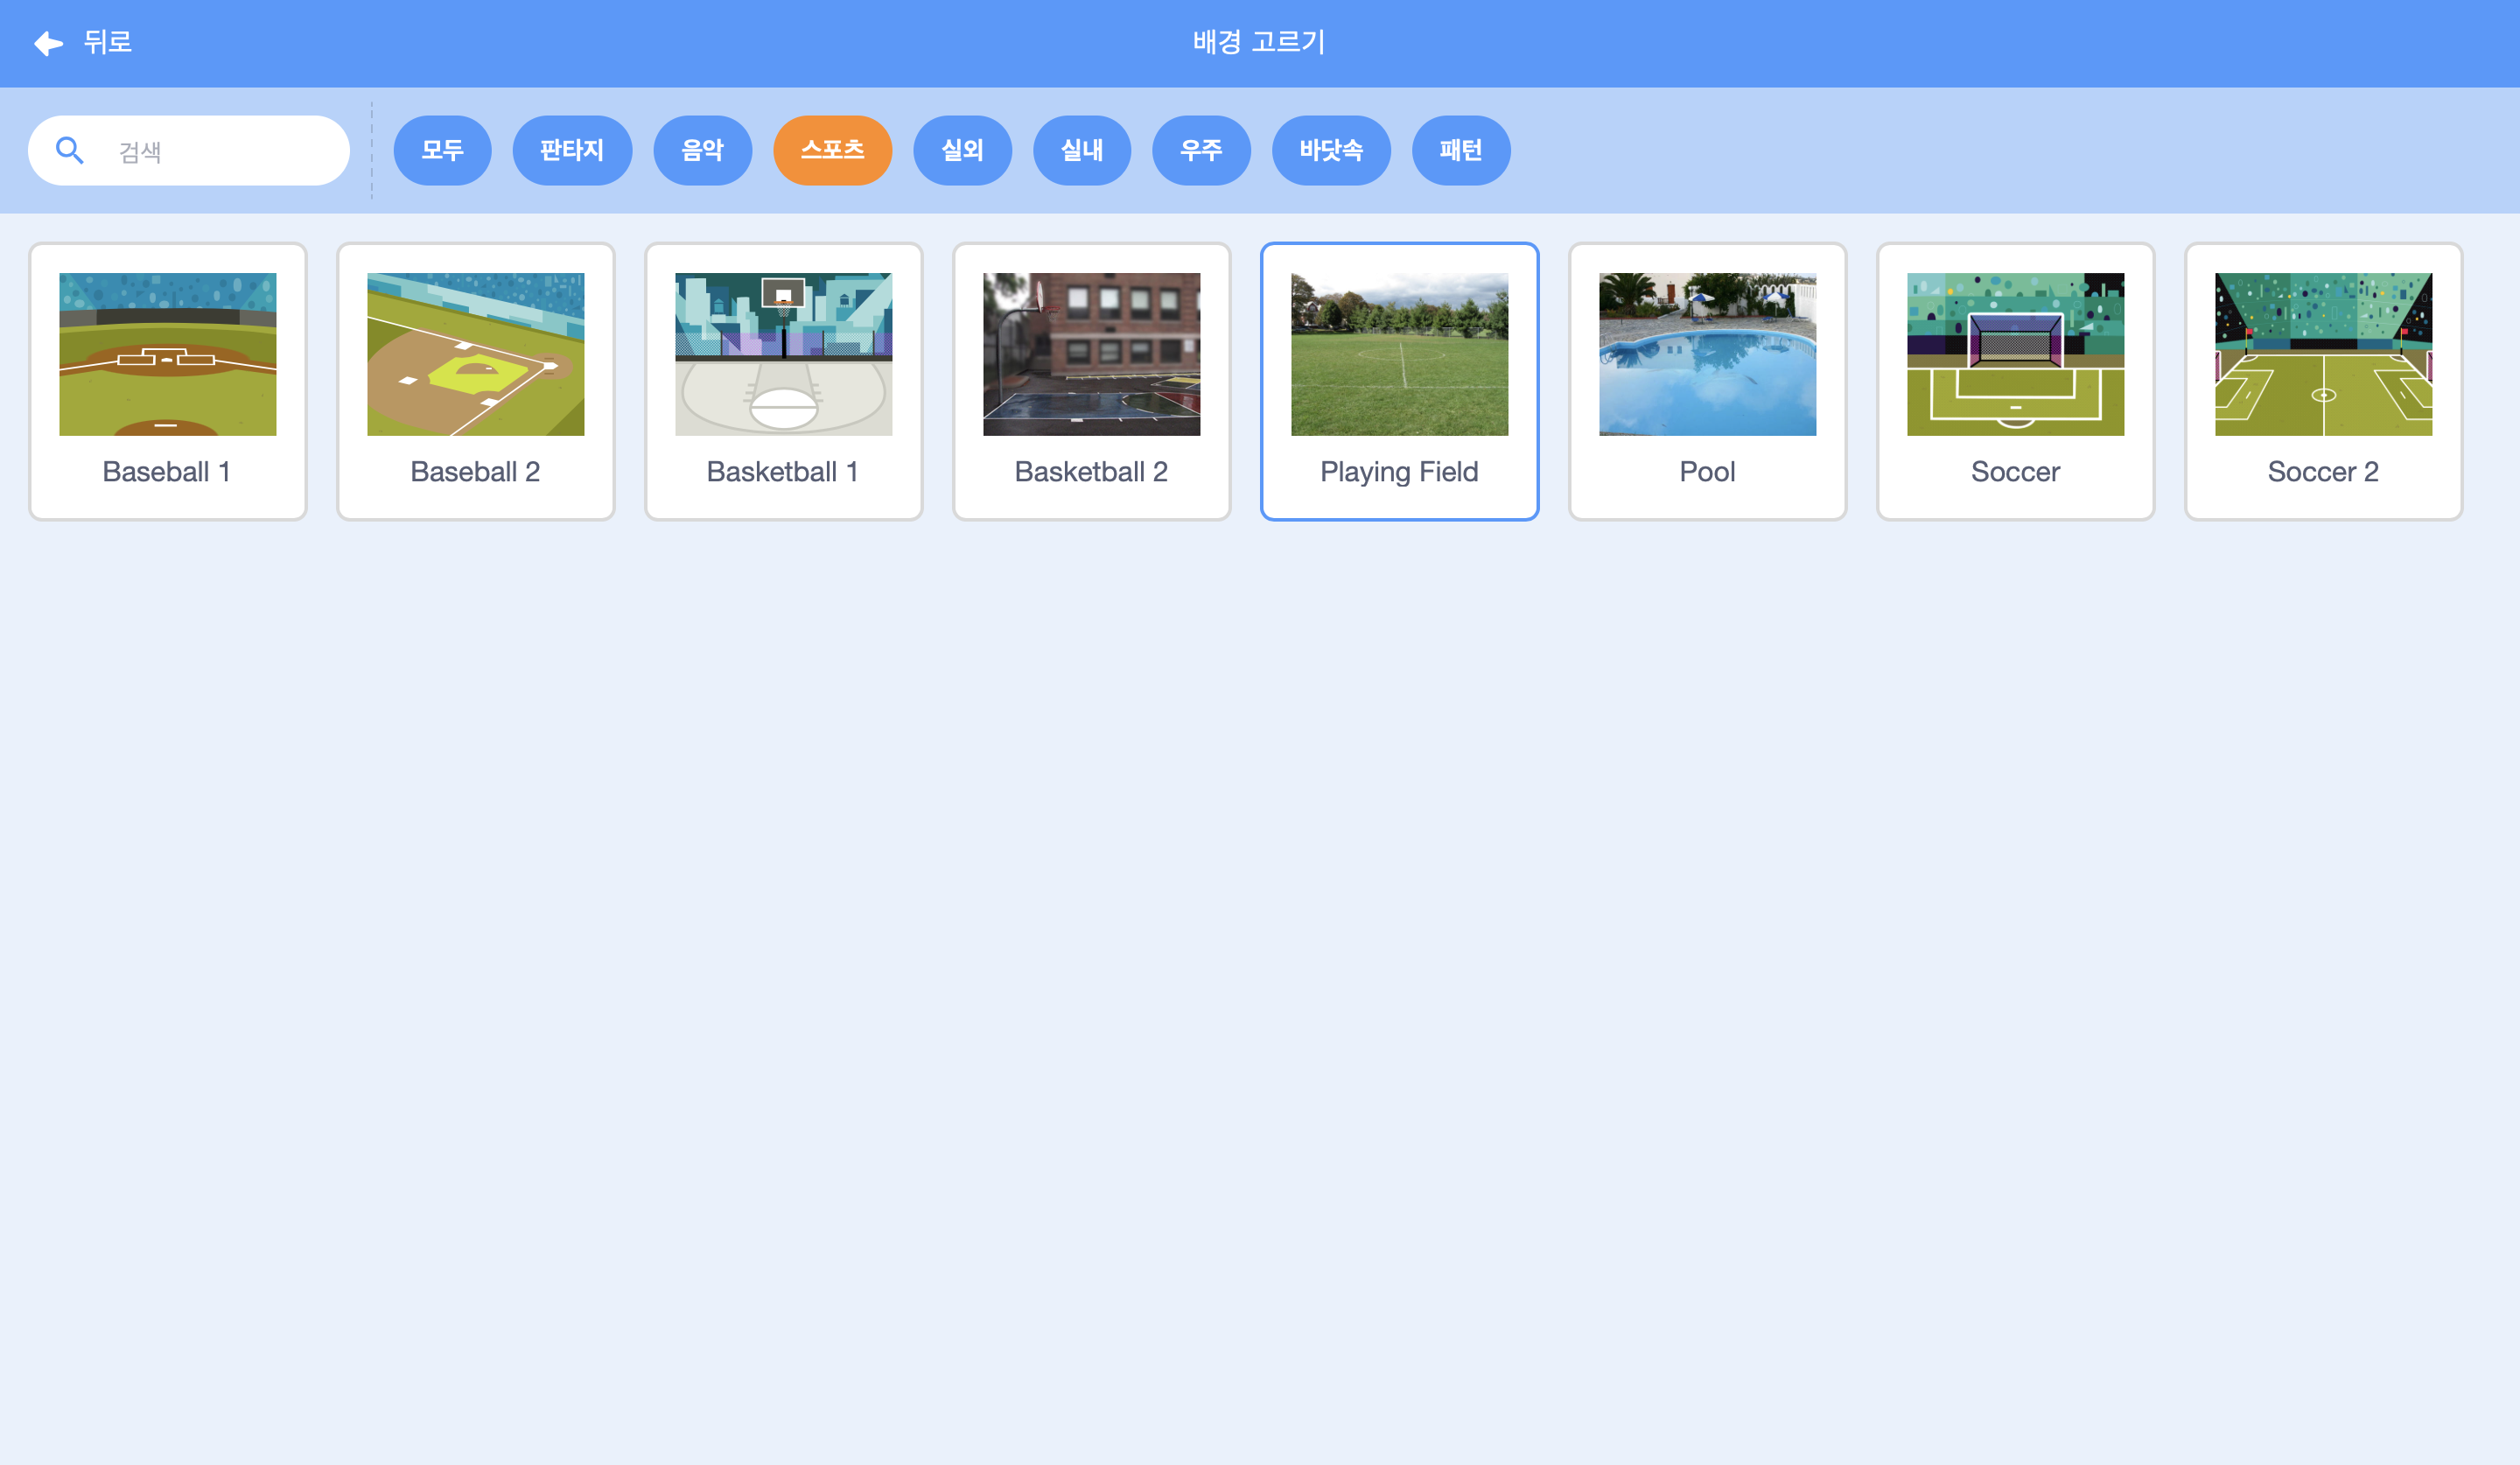 뒤로
배경 고르기
검색
모두
판타지
음악
스포츠
실외
실내
우주
바닷속
패턴
Baseball 1
Baseball 2
Basketball 1
Basketball 2
Playing Field
Pool
Soccer
Soccer 2